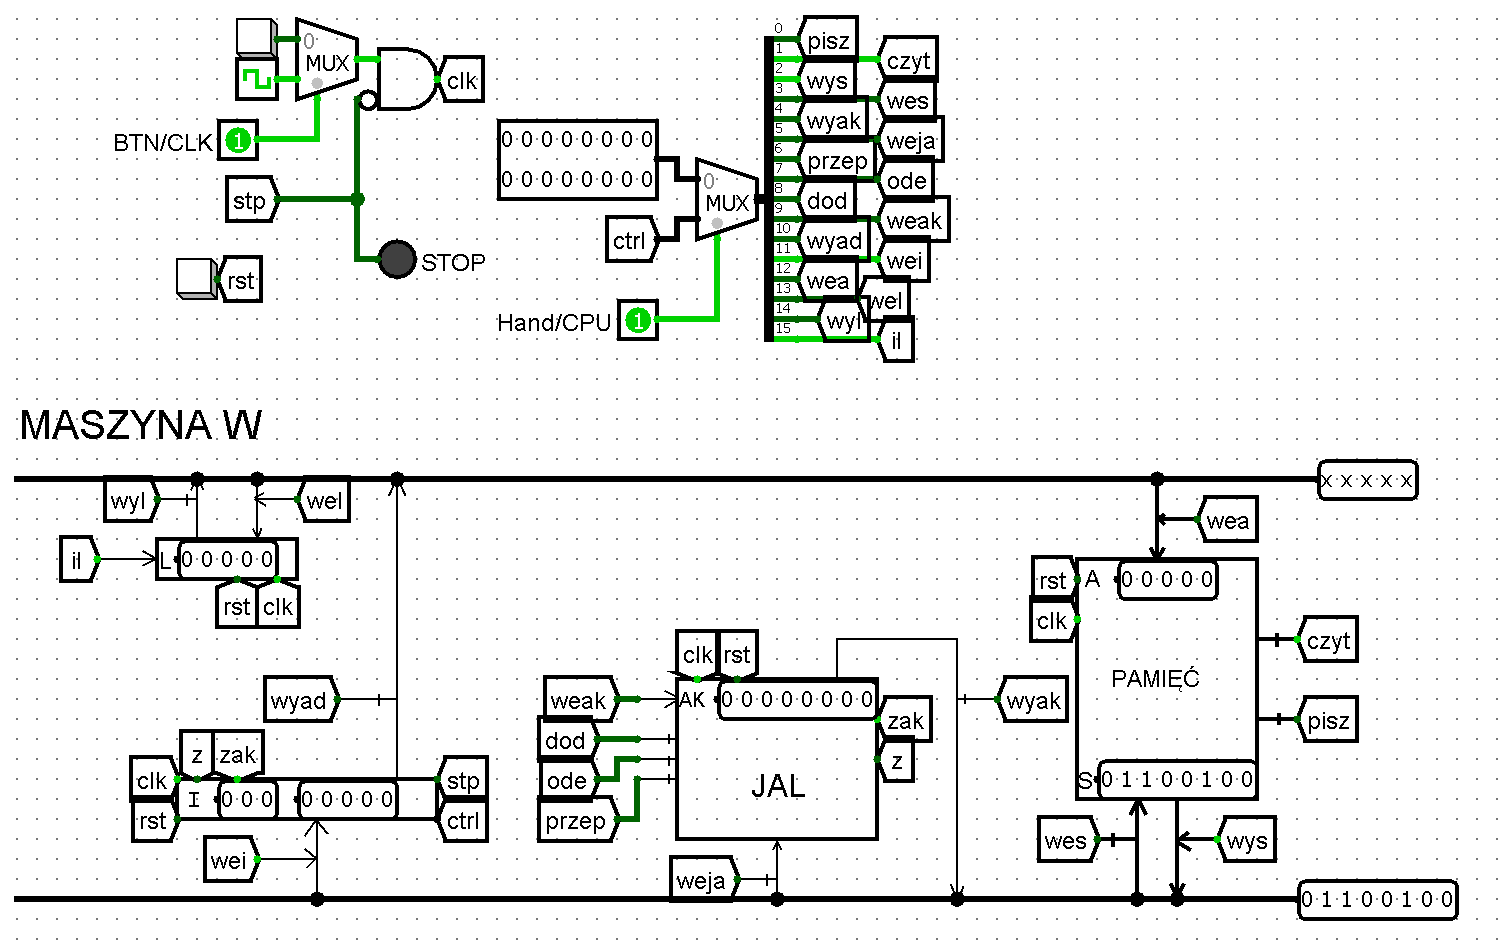 0
MUX
clk
BTN/CLK 1
stp
STOP
rst
0 0 0 0 0 0 0 0
0 0 0 0 0 0 0 0
0
MUX
ctrl
Hand/CPU 1
0
pisz
1
czyt
2
wys
3
wes
4
wyak
5
weja
6
przep
7
ode
8
dod
9
weak
10
wyad
11
wei
12
wea
13
wel
14
wyl
15
il
MASZYNA W
x x x x x
wyl
wel
wea
il
L 0 0 0 0 0
rst clk
rst A 0 0 0 0 0
clk
czyt
PAMIĘĆ
pisz
S 0 1 1 0 0 1 0 0
wes
wys
clk rst
weak
AK 0 0 0 0 0 0 0 0
zak
wyak
dod
z
ode
JAL
przep
weja
wyad
z zak
clk
stp
I 0 0 0 0 0 0 0 0
rst
ctrl
wei
0 1 1 0 0 1 0 0